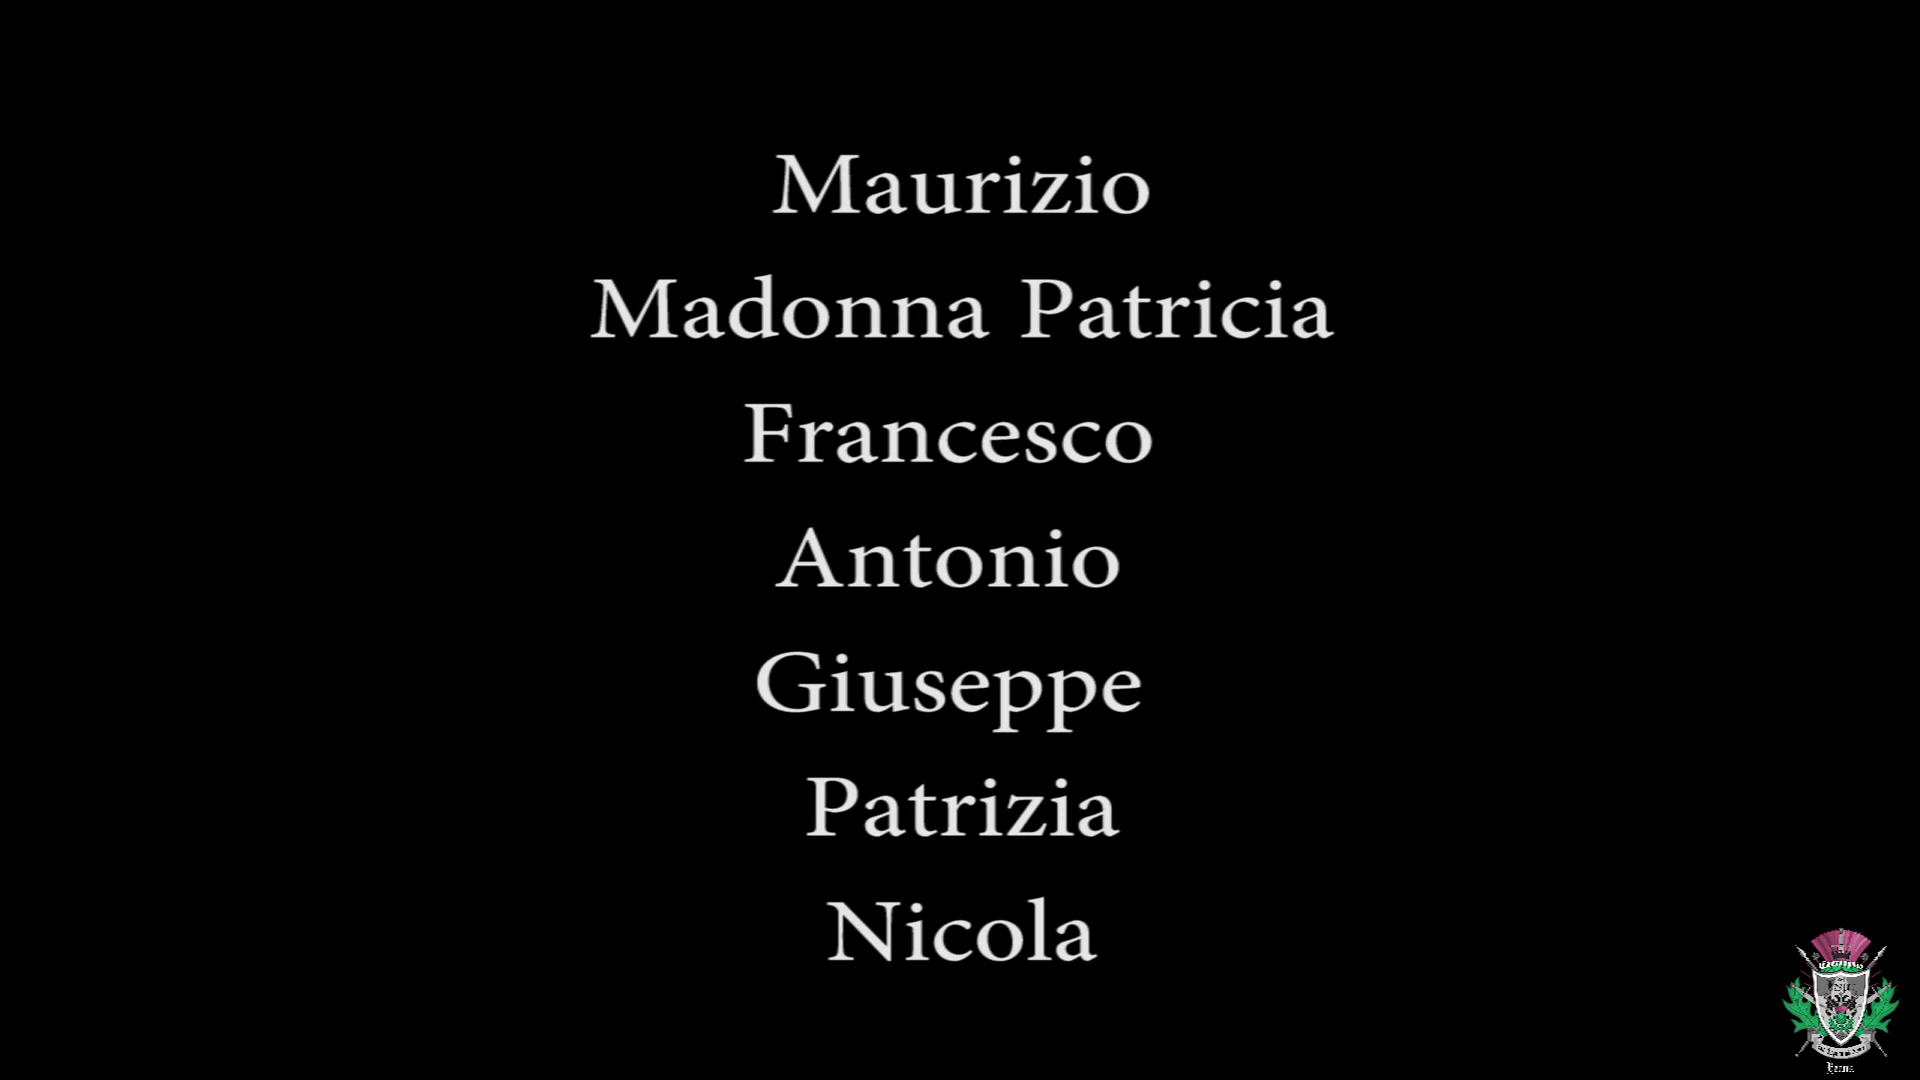 Maurizio
Madonna Patricia
Francesco
Antonio
Giuseppe
Patrizia
Nicola